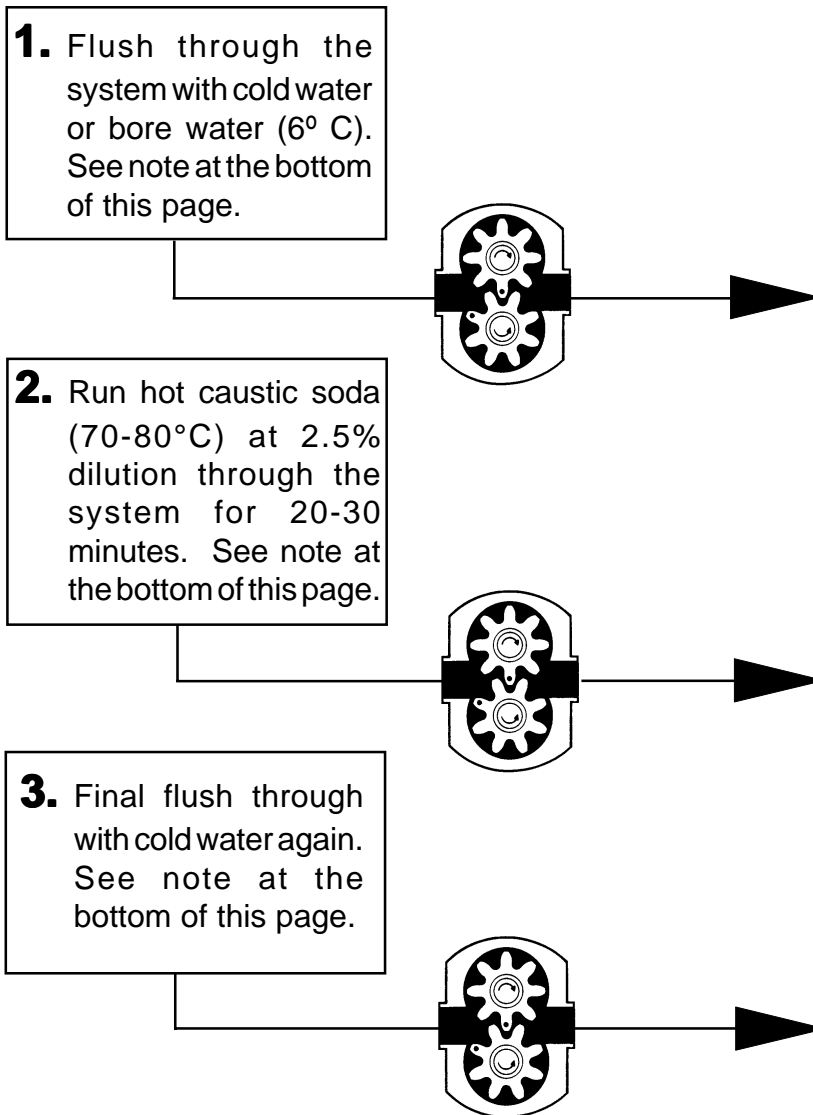 1. Flush through the
system with cold water
or bore water (6º C).
See note at the bottom
of this page.
2. Run hot caustic soda
(70-80°C) at 2.5%
dilution through the
system for 20-30
minutes. See note at
the bottom of this page.
3. Final flush through
with cold water again.
See note at the
bottom of this page.